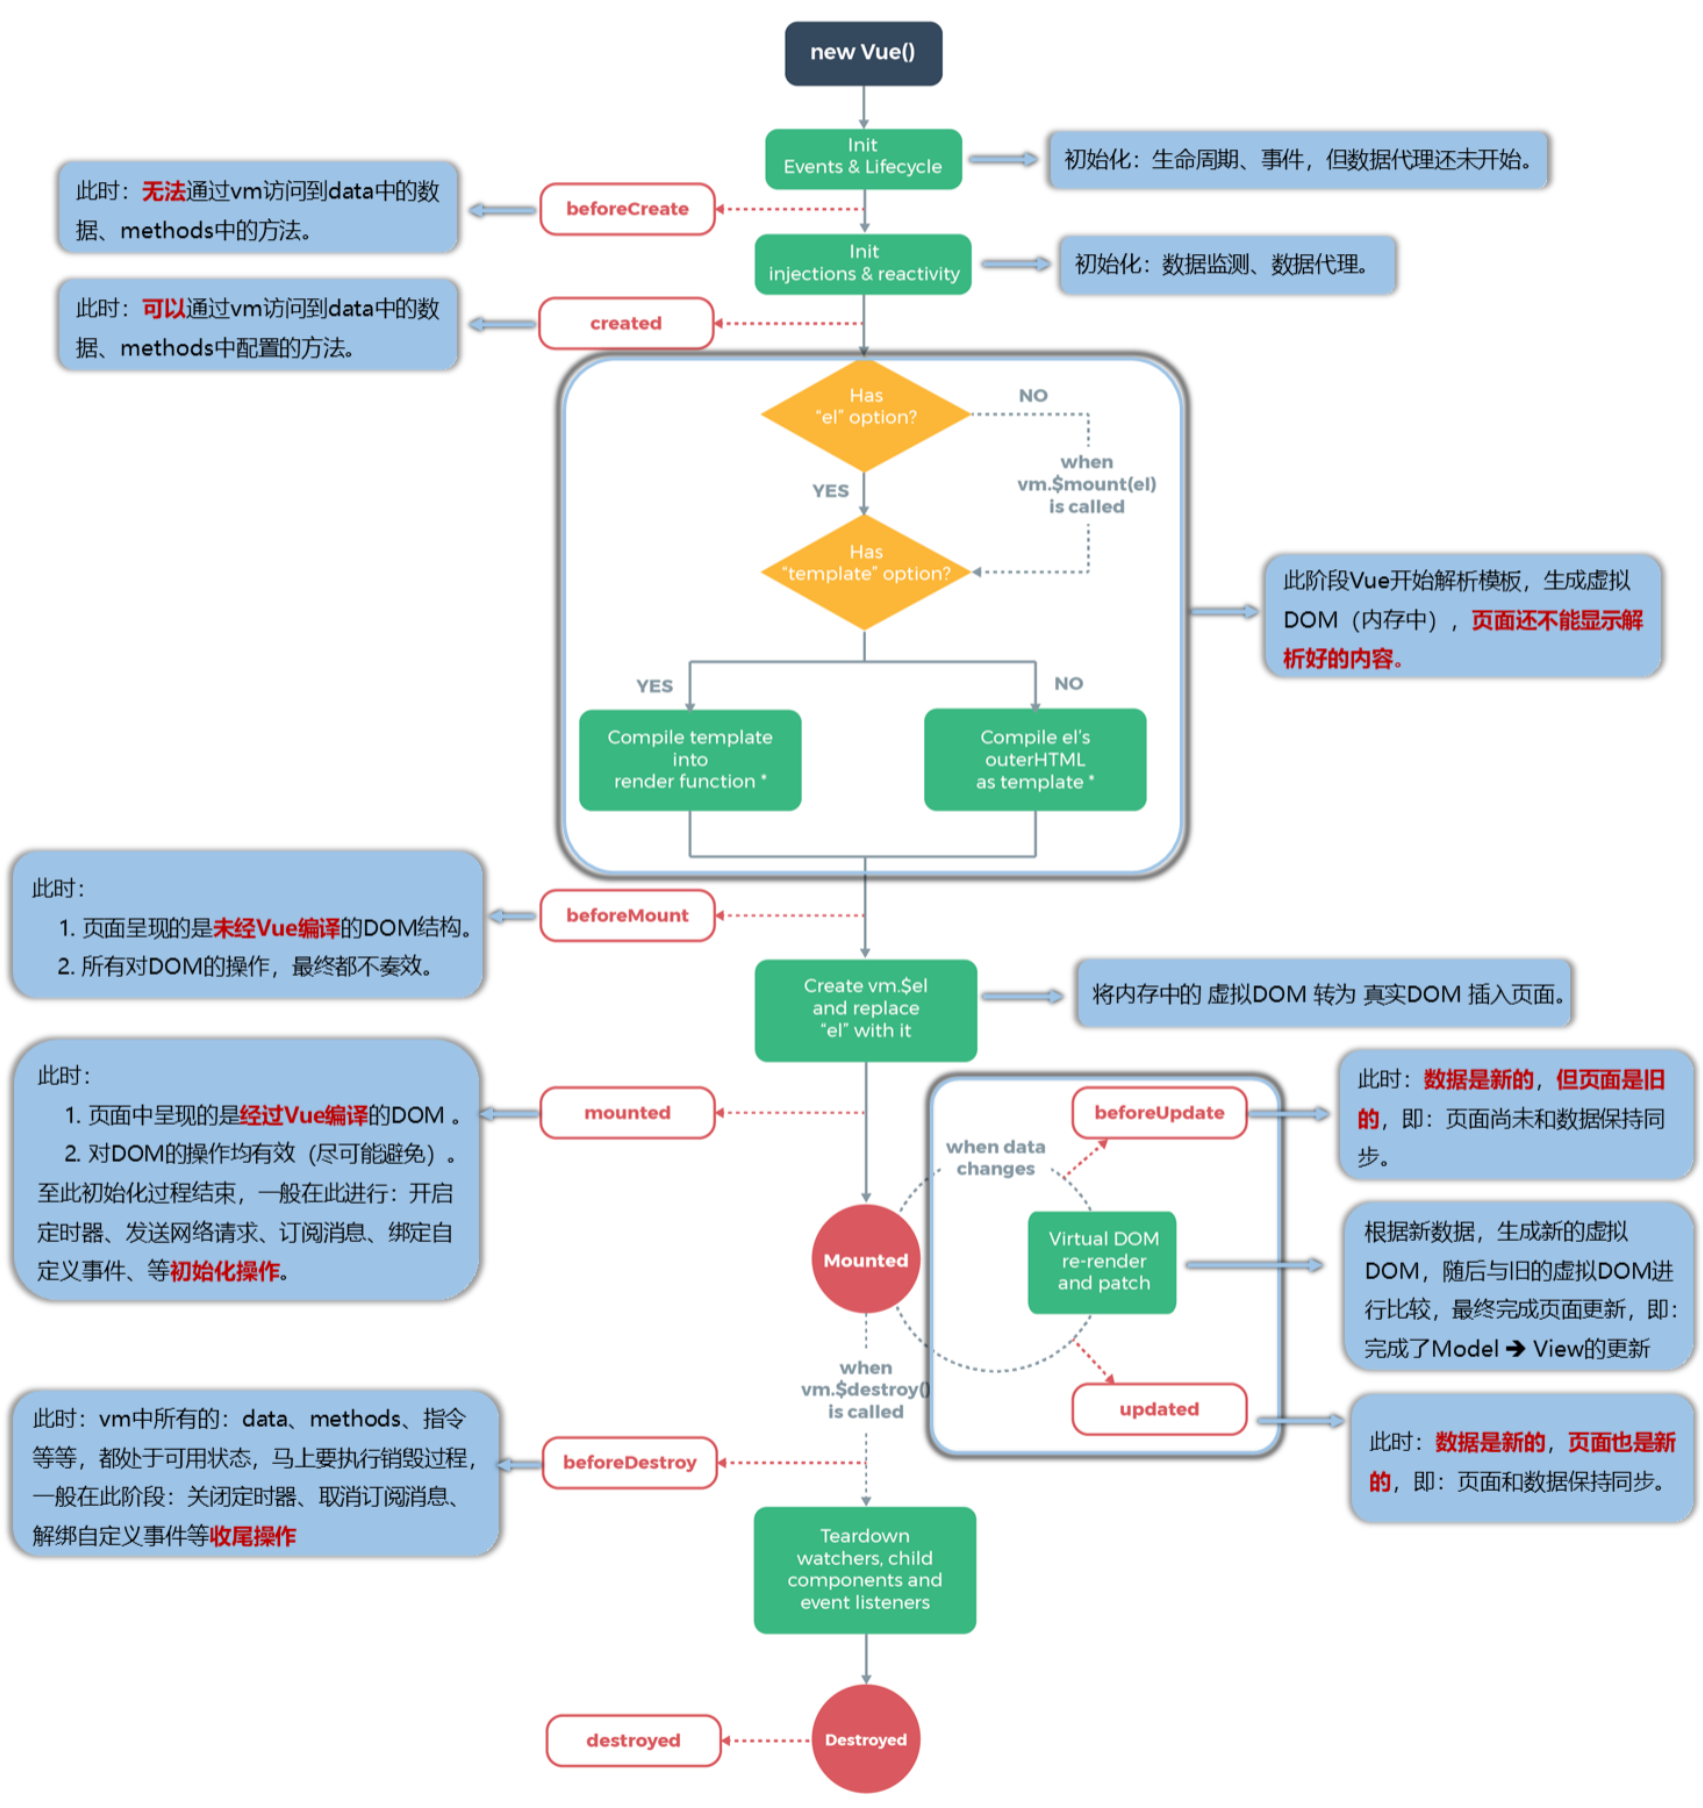 new Vue()
Init
Events & Lifecycle
初始化：生命周期、事件，但数据代理还未开始。
此时：无法通过vm访问到data中的数
据、methods中的方法。
beforeCreate
Init
injections & reactivity
初始化：数据监测、数据代理。
此时：可以通过vm访问到data中的数
据、methods中配置的方法。
created
Has
“el” option?
NO
when
vm.$mount(el)
is called
YES
Has
“template” option?
此阶段Vue开始解析模板，生成虚拟
DOM（内存中），页面还不能显示解
析好的内容。
YES
NO
Compile template
into
render function *
Compile el’s
outerHTML
as template *
此时：
1. 页面呈现的是未经Vue编译的DOM结构。
2. 所有对DOM的操作，最终都不奏效。
beforeMount
Create vm.$el
and replace
“el” with it
将内存中的 虚拟DOM 转为 真实DOM 插入页面。
此时：
1. 页面中呈现的是经过Vue编译的DOM 。
2. 对DOM的操作均有效（尽可能避免）。
至此初始化过程结束，一般在此进行：开启
定时器、发送网络请求、订阅消息、绑定自
定义事件、等初始化操作。
mounted
beforeUpdate
此时：数据是新的，但页面是旧
的，即：页面尚未和数据保持同
步。
when data
changes
Mounted
Virtual DOM
re-render
and patch
根据新数据，生成新的虚拟
DOM，随后与旧的虚拟DOM进
行比较，最终完成页面更新，即：
完成了Model ➔ View的更新
when
vm.$destroy()
is called
updated
此时：数据是新的，页面也是新
的，即：页面和数据保持同步。
此时：vm中所有的：data、methods、指令
等等，都处于可用状态，马上要执行销毁过程，
一般在此阶段：关闭定时器、取消订阅消息、
解绑自定义事件等收尾操作
beforeDestroy
Teardown
watchers, child
components and
event listeners
destroyed
Destroyed